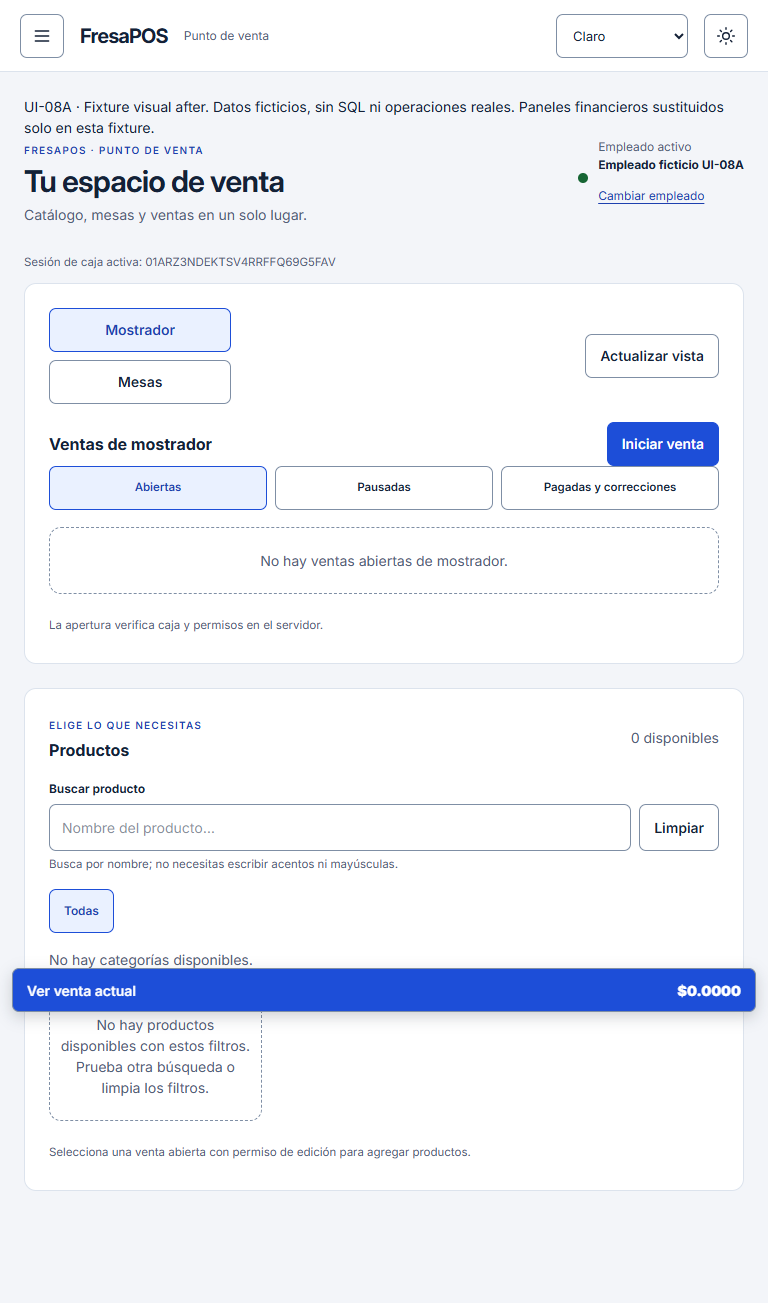 FresaPOS
Punto de venta
Claro
UI-08A · Fixture visual after. Datos ficticios, sin SQL ni operaciones reales. Paneles financieros sustituidos
solo en esta fixture.
FRESAPOS · PUNTO DE VENTA
Tu espacio de venta
Catálogo, mesas y ventas en un solo lugar.
Empleado activo
Empleado ficticio UI-08A
Cambiar empleado
Sesión de caja activa: 01ARZ3NDEKTSV4RRFFQ69G5FAV
Mostrador
Mesas
Actualizar vista
Ventas de mostrador
Iniciar venta
Abiertas
Pausadas
Pagadas y correcciones
No hay ventas abiertas de mostrador.
La apertura verifica caja y permisos en el servidor.
ELIGE LO QUE NECESITAS
Productos
0 disponibles
Buscar producto
Nombre del producto...
Limpiar
Busca por nombre; no necesitas escribir acentos ni mayúsculas.
Todas
No hay categorías disponibles.
Ver venta actual
$0.0000
No hay productos
disponibles con estos filtros.
Prueba otra búsqueda o
limpia los filtros.
Selecciona una venta abierta con permiso de edición para agregar productos.